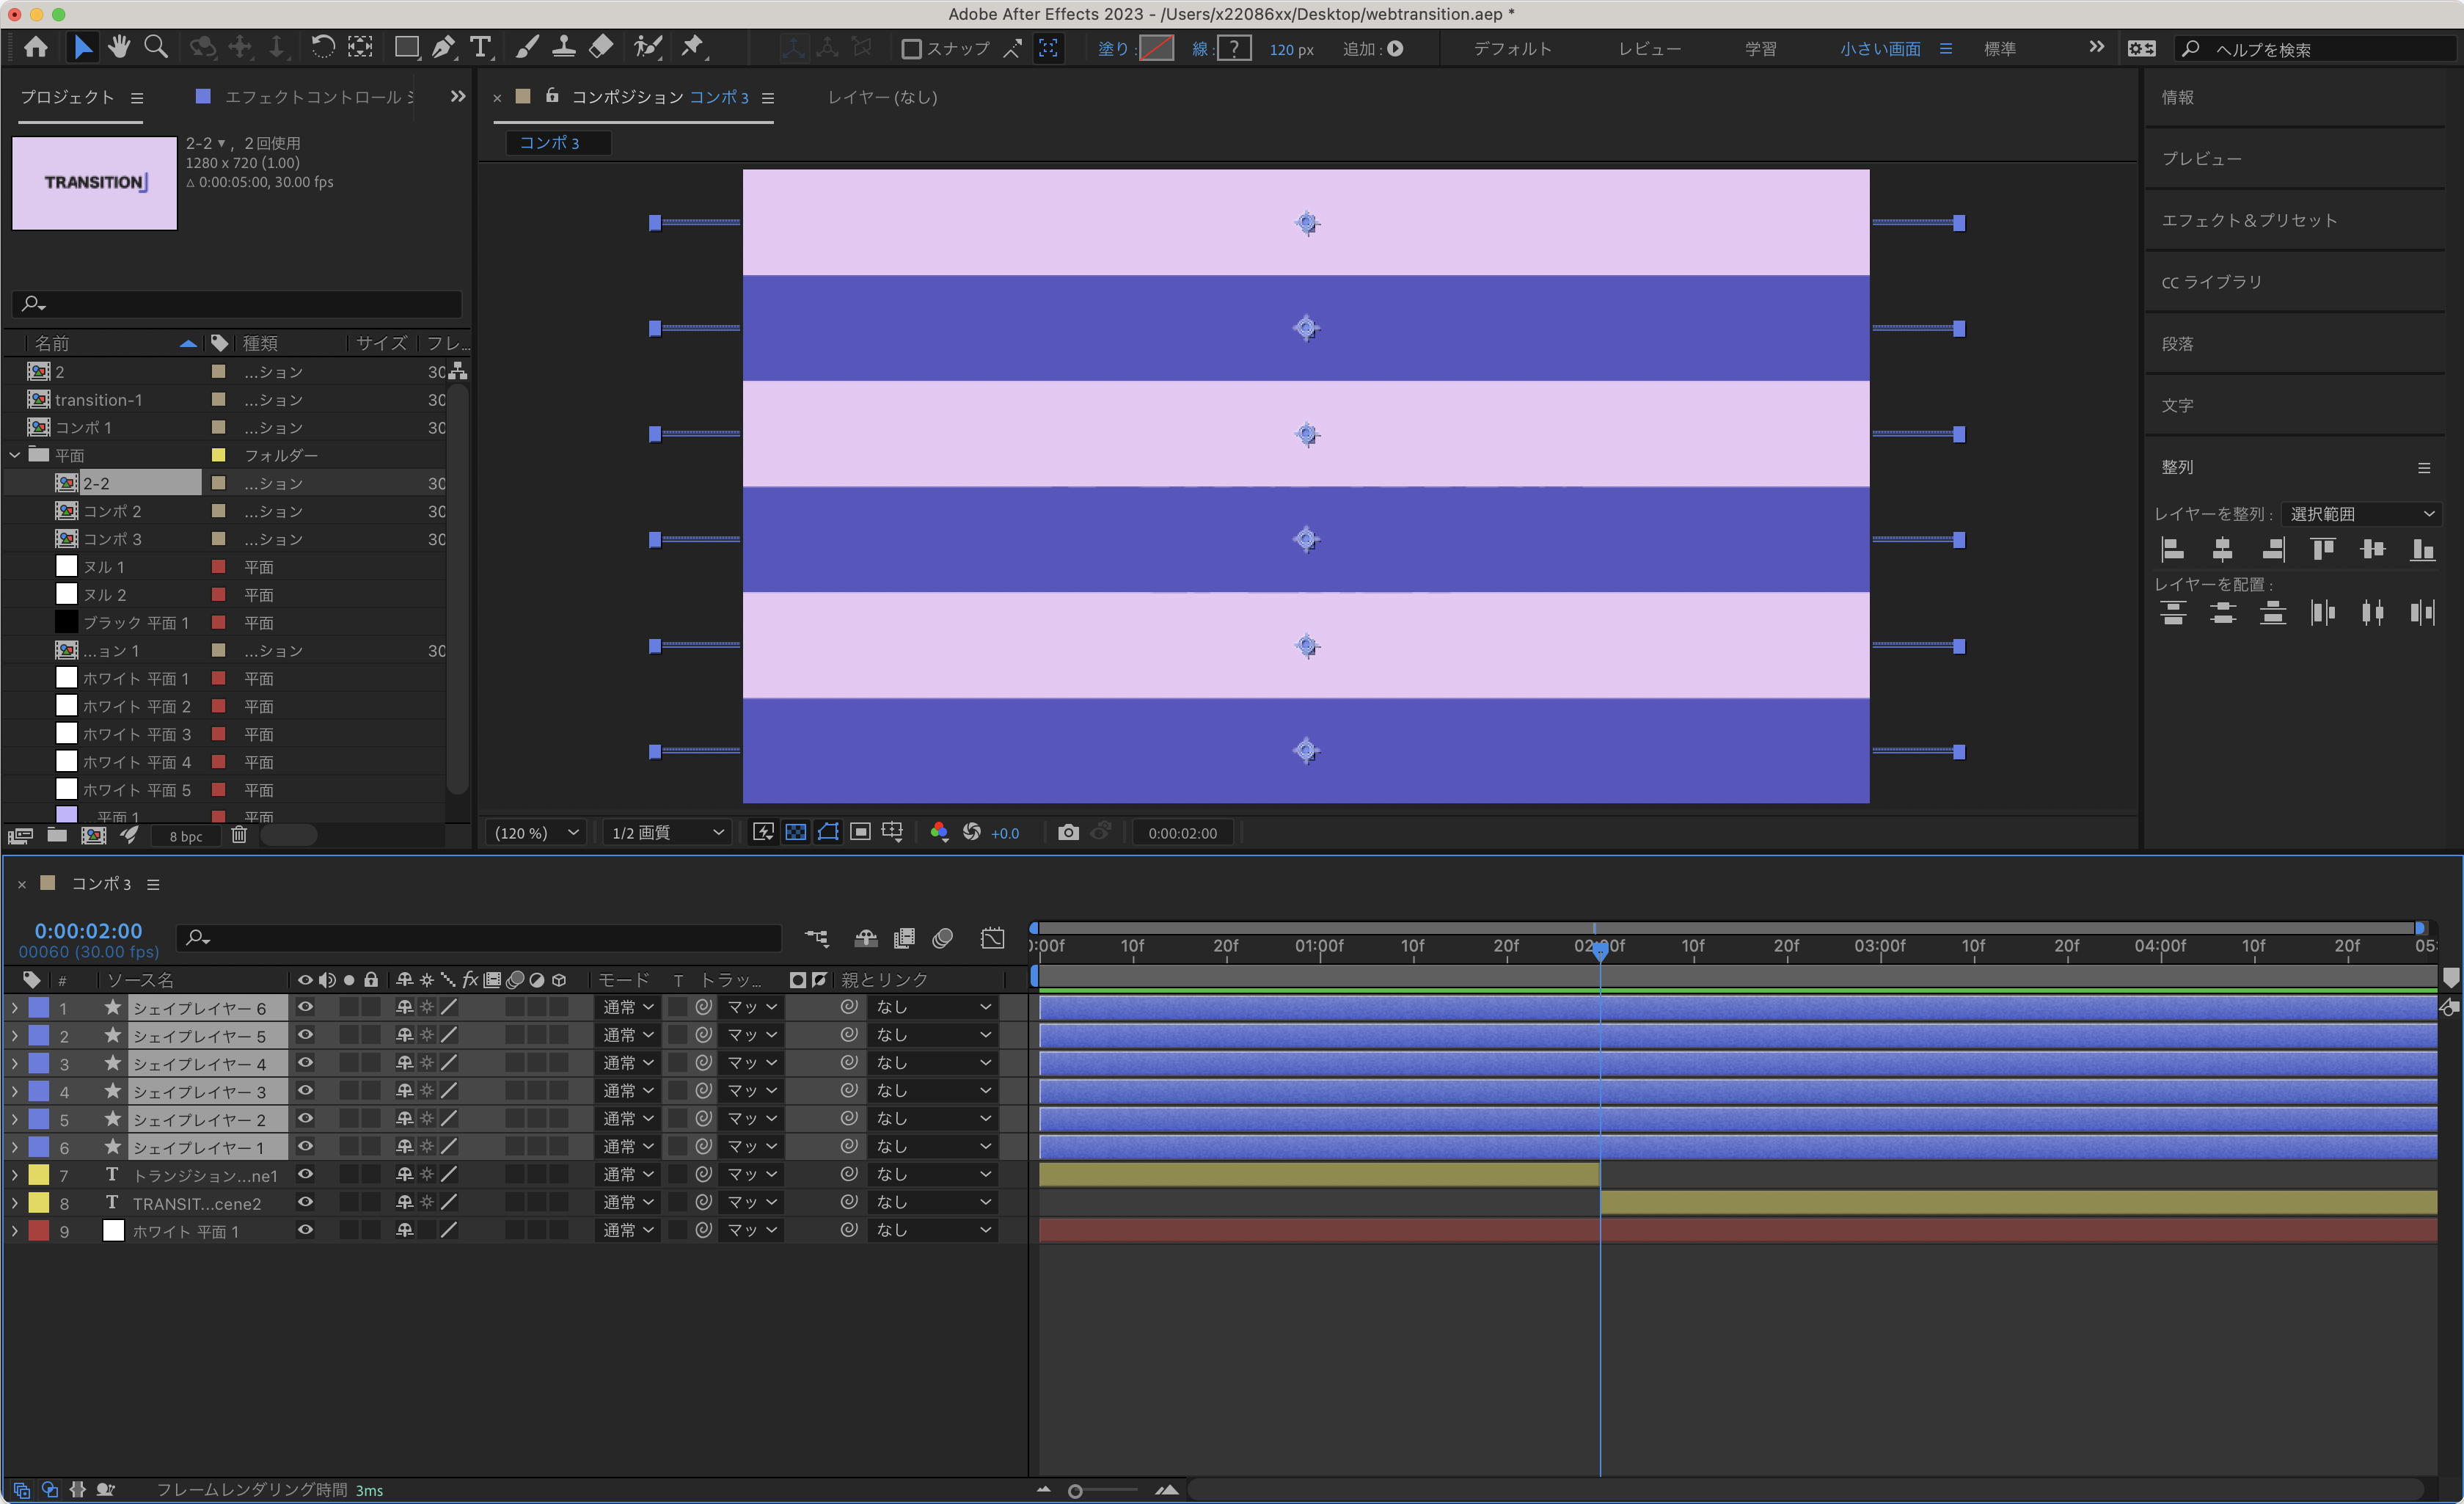 Adobe After Effects 2023 - /Users/x22086xx/Desktop/webtransition.aep *
スナップ 塗り : 線 : ? 120 px 追加 : デフォルト レビュー 学習 小さい画面 標準 ヘルプを検索
プロジェクト エフェクトコントロール コンポジション コンポ 3 レイヤー (なし)
コンポ 3
TRANSITION
2-2 , 2 回使用
1280 x 720 (1.00)
△ 0:00:05:00, 30.00 fps
名前 種類 サイズ フレ...
2 ...ション 30
transition-1 ...ション 30
コンポ 1 ...ション 30
平面 フォルダー
2-2 ...ション 30
コンポ 2 ...ション 30
コンポ 3 ...ション 30
ヌル 1 平面
ヌル 2 平面
ブラック 平面 1 平面
...ョン 1 ...ション 30
ホワイト 平面 1 平面
ホワイト 平面 2 平面
ホワイト 平面 3 平面
ホワイト 平面 4 平面
ホワイト 平面 5 平面
...平面 1 平面
8 bpc
(120 %) 1/2 画質 +0.0 0:00:02:00
情報
プレビュー
エフェクト＆プリセット
CC ライブラリ
段落
文字
整列
レイヤーを整列 : 選択範囲
レイヤーを配置 :
コンポ 3
0:00:02:00
00060 (30.00 fps)
):00f 10f 20f 01:00f 10f 20f 02:00f 10f 20f 03:00f 10f 20f 04:00f 10f 20f 05:
# ソース名 fx モード T トラッ... 親とリンク
1 シェイプレイヤー 6 通常 マッ なし
2 シェイプレイヤー 5 通常 マッ なし
3 シェイプレイヤー 4 通常 マッ なし
4 シェイプレイヤー 3 通常 マッ なし
5 シェイプレイヤー 2 通常 マッ なし
6 シェイプレイヤー 1 通常 マッ なし
7 T トランジション...ne1 通常 マッ なし
8 T TRANSIT...cene2 通常 マッ なし
9 ホワイト 平面 1 通常 マッ なし
フレームレンダリング時間 3ms